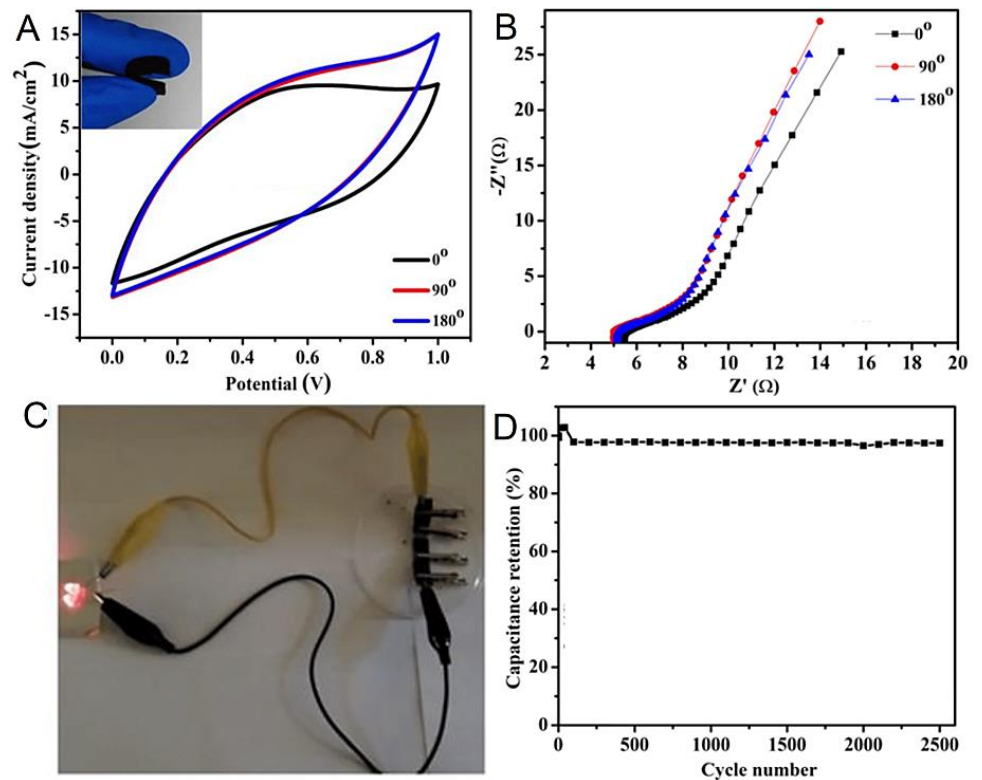 A
15
10
5
0
-5
-10
-15
Current density(mA/cm²)
0°
90°
180°
0.0 0.2 0.4 0.6 0.8 1.0
Potential (V)
B
25
20
15
10
5
0
-Z''(Ω)
0°
90°
180°
2 4 6 8 10 12 14 16 18 20
Z' (Ω)
C
D
100
80
60
40
20
0
Capacitance retention (%)
0 500 1000 1500 2000 2500
Cycle number